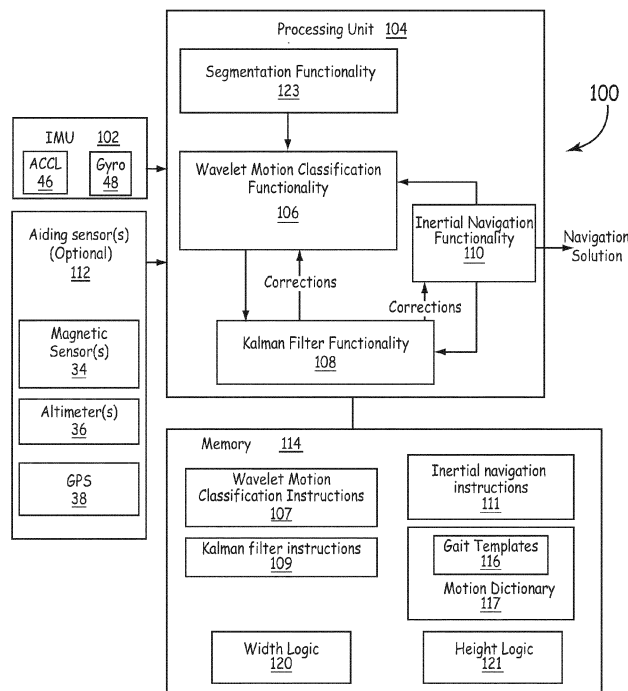 Processing Unit 104
Segmentation Functionality
123
100
IMU 102
ACCL
46
Gyro
48
Wavelet Motion Classification
Functionality
106
Aiding sensor(s)
(Optional)
112
Inertial Navigation
Functionality
110
Navigation
Solution
Corrections
Corrections
Magnetic
Sensor(s)
34
Kalman Filter Functionality
108
Altimeter(s)
36
GPS
38
Memory 114
Wavelet Motion
Classification Instructions
107
Inertial navigation
instructions
111
Kalman filter instructions
109
Gait Templates
116
Motion Dictionary
117
Width Logic
120
Height Logic
121